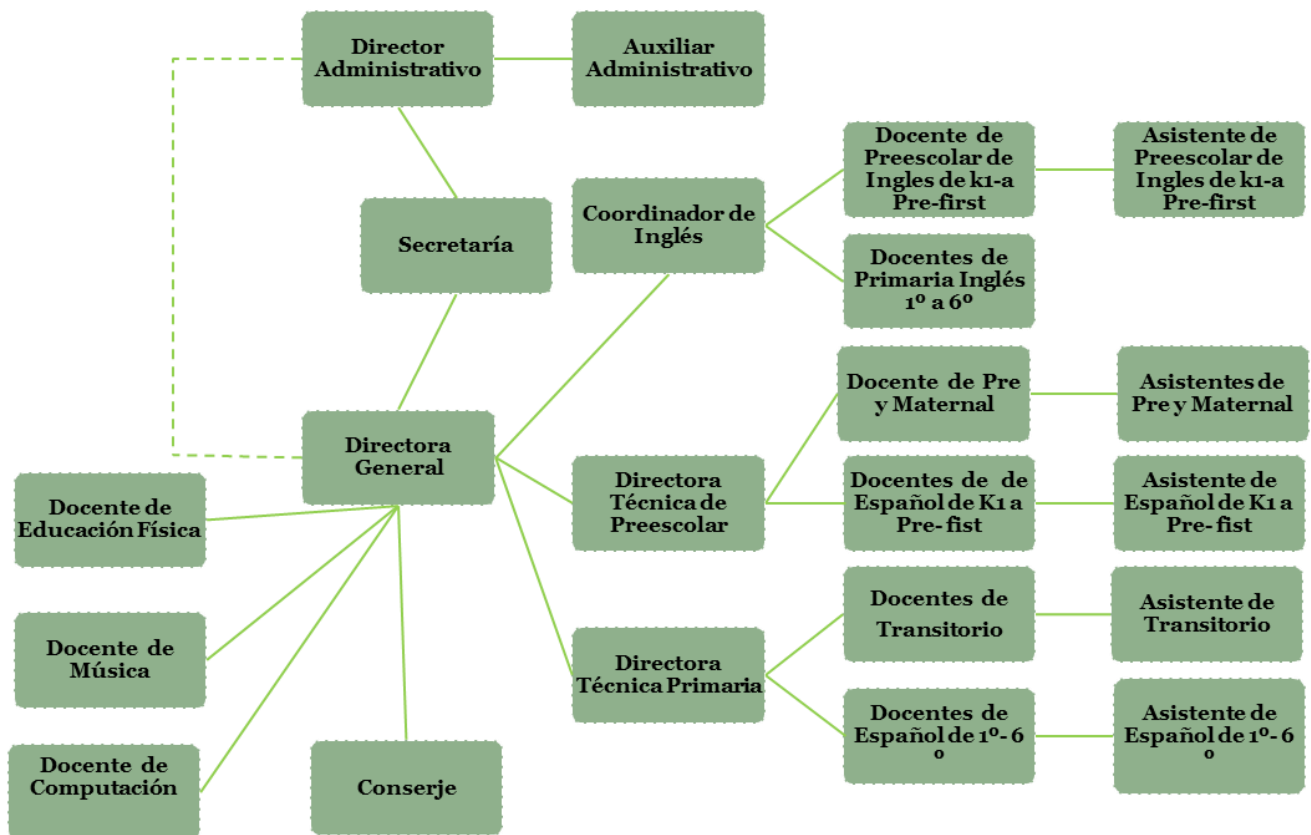 Director
Administrativo
Auxiliar
Administrativo
Docente de
Preescolar de
Ingles de k1-a
Pre-first
Asistente de
Preescolar de
Ingles de k1-a
Pre-first
Coordinador de
Inglés
Secretaría
Docentes de
Primaria Inglés
1º a 6º
Docente de Pre
y Maternal
Asistentes de
Pre y Maternal
Directora
General
Directora
Técnica de
Preescolar
Docentes de de
Español de K1 a
Pre- fist
Asistente de
Español de K1 a
Pre- fist
Docente de
Educación Física
Docentes de
Transitorio
Asistente de
Transitorio
Docente de
Música
Directora
Técnica Primaria
Docentes de
Español de 1º- 6
º
Asistente de
Español de 1º- 6
º
Docente de
Computación
Conserje